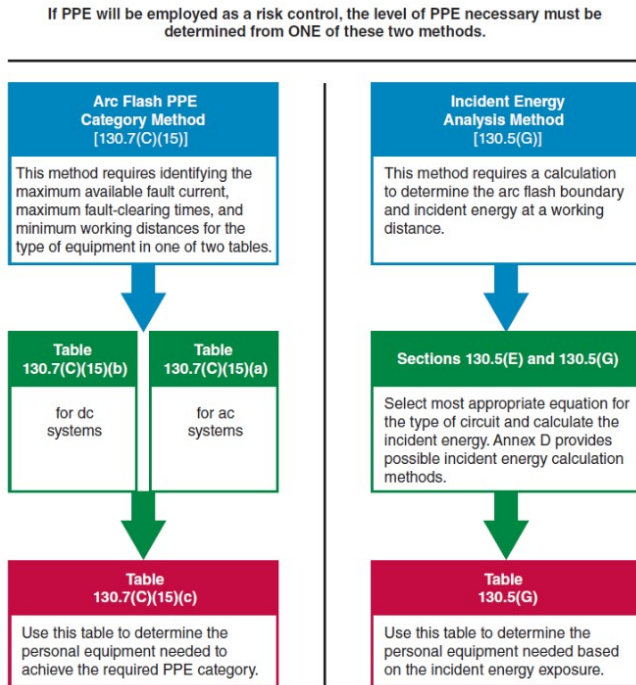 If PPE will be employed as a risk control, the level of PPE necessary must be
determined from ONE of these two methods.
Arc Flash PPE
Category Method
[130.7(C)(15)]
This method requires identifying the
maximum available fault current,
maximum fault-clearing times, and
minimum working distances for the
type of equipment in one of two tables.
Table
130.7(C)(15)(b)
for dc
systems
Table
130.7(C)(15)(a)
for ac
systems
Table
130.7(C)(15)(c)
Use this table to determine the
personal equipment needed to
achieve the required PPE category.
Incident Energy
Analysis Method
[130.5(G)]
This method requires a calculation
to determine the arc flash boundary
and incident energy at a working
distance.
Sections 130.5(E) and 130.5(G)
Select most appropriate equation for
the type of circuit and calculate the
incident energy. Annex D provides
possible incident energy calculation
methods.
Table
130.5(G)
Use this table to determine the
personal equipment needed based
on the incident energy exposure.